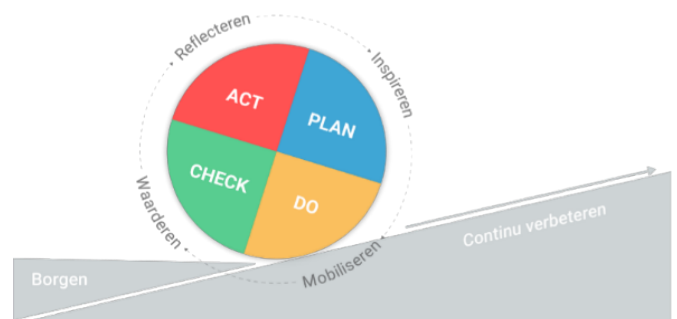 Reflecteren
Inspireren
ACT
PLAN
CHECK
DO
Waarderen
Mobiliseren
Continu verbeteren
Borgen